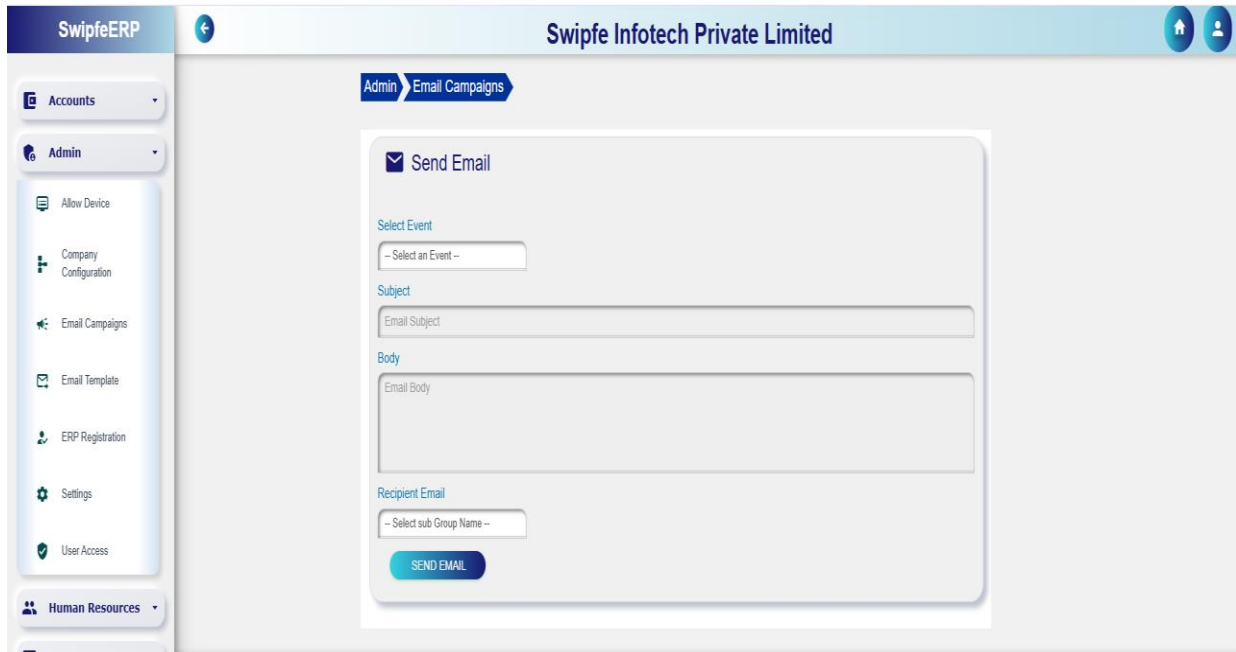 SwipfeERP
Swipfe Infotech Private Limited
Accounts
Admin
Allow Device
Company
Configuration
Email Campaigns
Email Template
ERP Registration
Settings
User Access
Human Resources
Admin Email Campaigns
Send Email
Select Event
-- Select an Event --
Subject
Email Subject
Body
Email Body
Recipient Email
-- Select sub Group Name --
SEND EMAIL